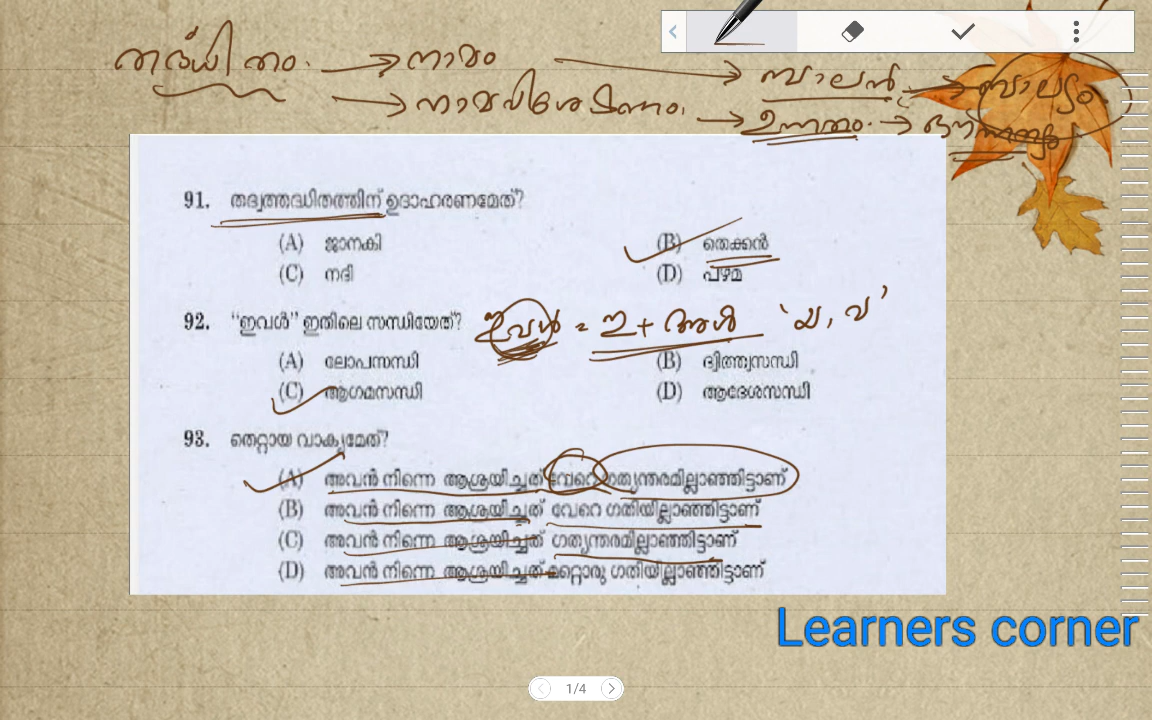 തദ്ധിതം. → നാമം → ബാലൻ → ബാല്യം
→ നാമവിശേഷണം. → ഉന്നതം. →
91. തദ്വത്തദ്ധിതത്തിന് ഉദാഹരണമേത്?
(A) ജാനകി (B) തെക്കൻ
(C) നദി (D) പഴമ
92. “ഇവൾ” ഇതിലെ സന്ധിയേത്? ഇവൾ = ഇ + അൾ 'യ, വ'
(A) ലോപസന്ധി (B) ദ്വിത്ത്വസന്ധി
(C) ആഗമസന്ധി (D) ആദേശസന്ധി
93. തെറ്റായ വാക്യമേത്?
(A) അവൻ നിന്നെ ആശ്രയിച്ചത് വേറെ ഗത്യന്തരമില്ലാഞ്ഞിട്ടാണ്
(B) അവൻ നിന്നെ ആശ്രയിച്ചത് വേറെ ഗതിയില്ലാഞ്ഞിട്ടാണ്
(C) അവൻ നിന്നെ ആശ്രയിച്ചത് ഗത്യന്തരമില്ലാഞ്ഞിട്ടാണ്
(D) അവൻ നിന്നെ ആശ്രയിച്ചത് മറ്റൊരു ഗതിയില്ലാഞ്ഞിട്ടാണ്
Learners corner
1/4